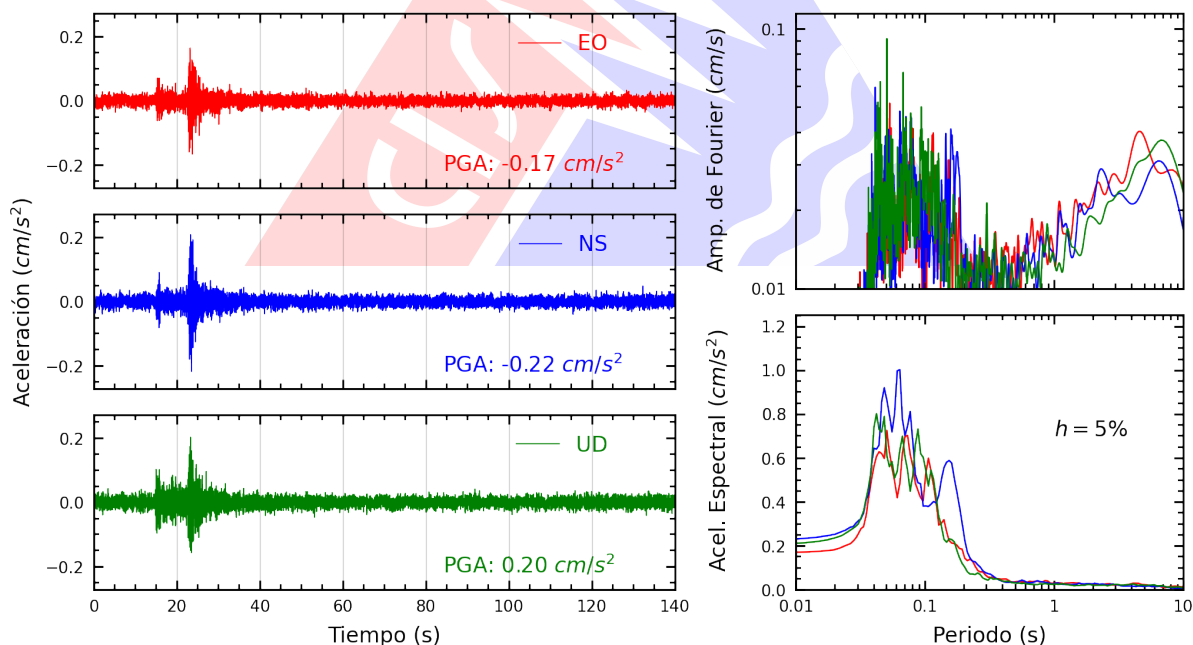 Aceleración (cm/s²)
0.2
0.0
−0.2
EO
PGA: -0.17 cm/s²
0.2
0.0
−0.2
NS
PGA: -0.22 cm/s²
0.2
0.0
−0.2
UD
PGA: 0.20 cm/s²
0 20 40 60 80 100 120 140
Tiempo (s)
Amp. de Fourier (cm/s)
0.1
0.01
Acel. Espectral (cm/s²)
1.2
1.0
0.8
0.6
0.4
0.2
0.0
h = 5%
0.01 0.1 1 10
Periodo (s)
CISMID